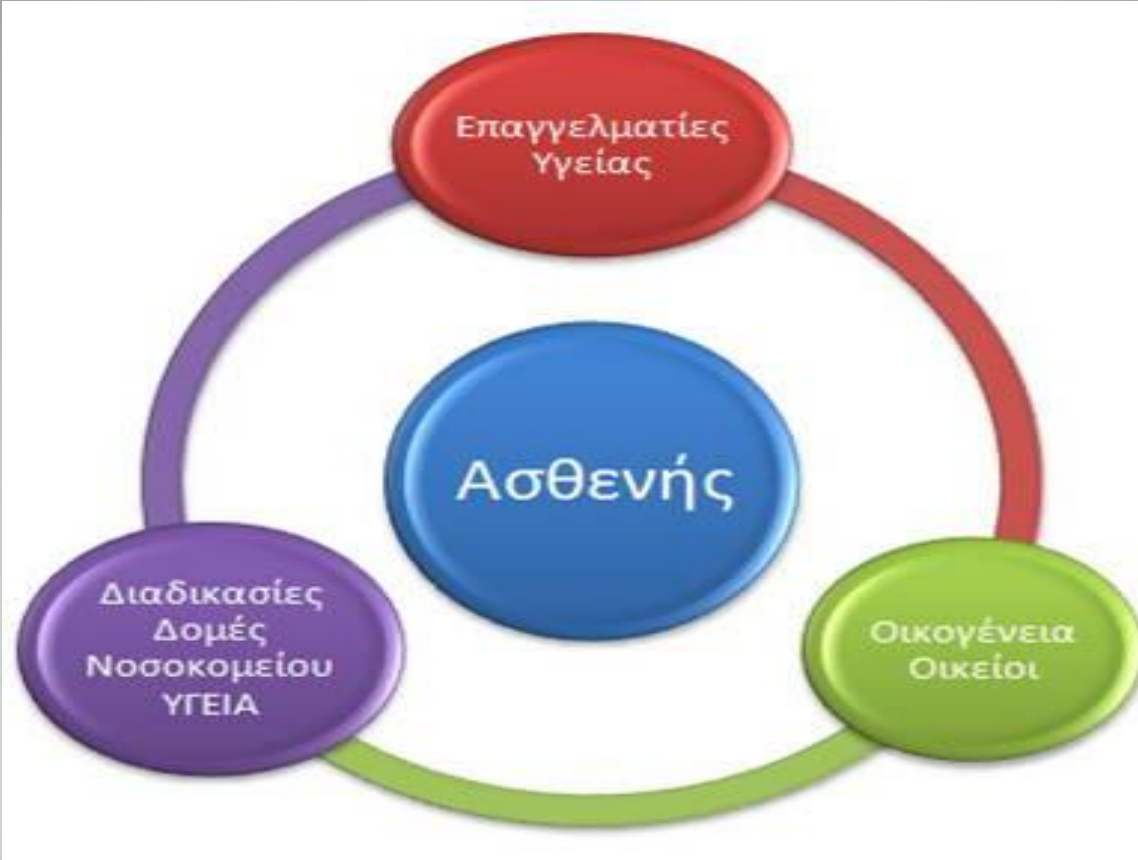 Επαγγελματίες
Υγείας
Ασθενής
Διαδικασίες
Δομές
Νοσοκομείου
ΥΓΕΙΑ
Οικογένεια
Οικείοι